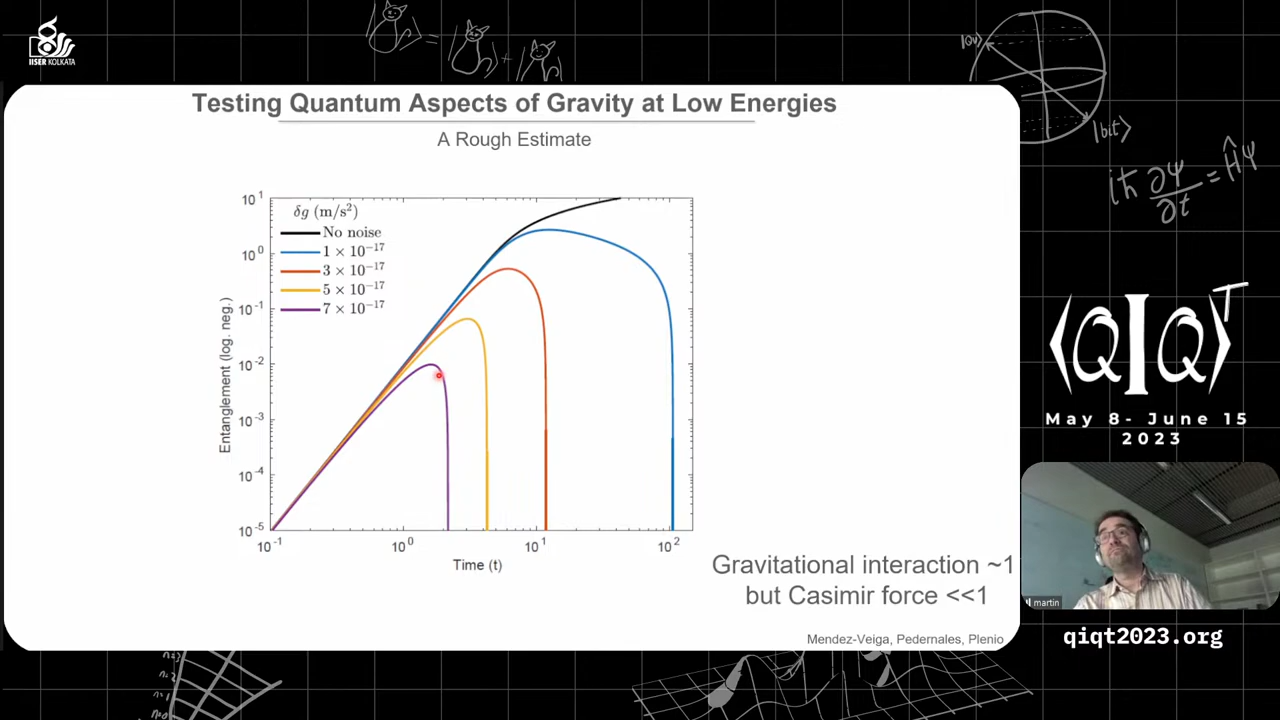 IISER KOLKATA
Testing Quantum Aspects of Gravity at Low Energies
A Rough Estimate
δg (m/s²)
No noise
1 × 10⁻¹⁷
3 × 10⁻¹⁷
5 × 10⁻¹⁷
7 × 10⁻¹⁷
10¹
10⁰
10⁻¹
10⁻²
10⁻³
10⁻⁴
10⁻⁵
Entanglement (log. neg.)
10⁻¹
10⁰
10¹
10²
Time (t)
Gravitational interaction ~1
but Casimir force <<1
Mendez-Veiga, Pedernales, Plenio
|bit⟩
iħ ∂ψ/∂t = Ĥψ
⟨QIQ⟩ᵀ
May 8- June 15
2023
martin
qiqt2023.org
n=2
n=1
n=0